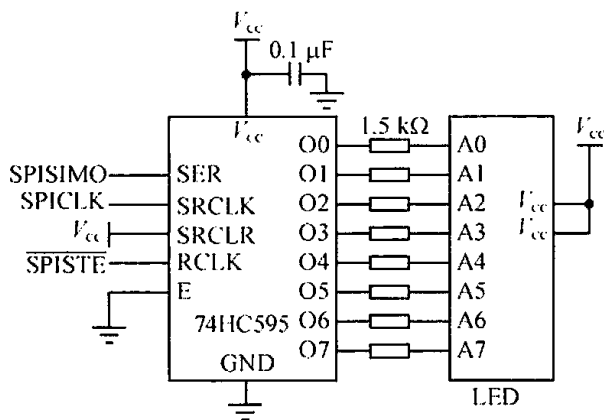 Vcc
0.1 µF
Vcc
1.5 kΩ
Vcc
O0 A0
SPISIMO SER O1 A1
SPICLK SRCLK O2 A2 Vcc
Vcc SRCLR O3 A3 Vcc
S̅P̅I̅S̅T̅E̅ RCLK O4 A4
E O5 A5
74HC595 O6 A6
GND O7 A7
LED